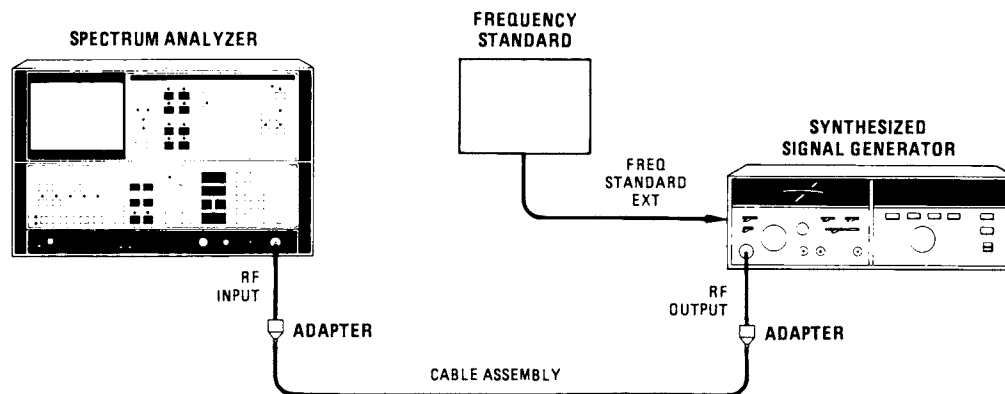 SPECTRUM ANALYZER
FREQUENCY
STANDARD
SYNTHESIZED
SIGNAL GENERATOR
FREQ
STANDARD
EXT
RF
INPUT
RF
OUTPUT
ADAPTER
ADAPTER
CABLE ASSEMBLY